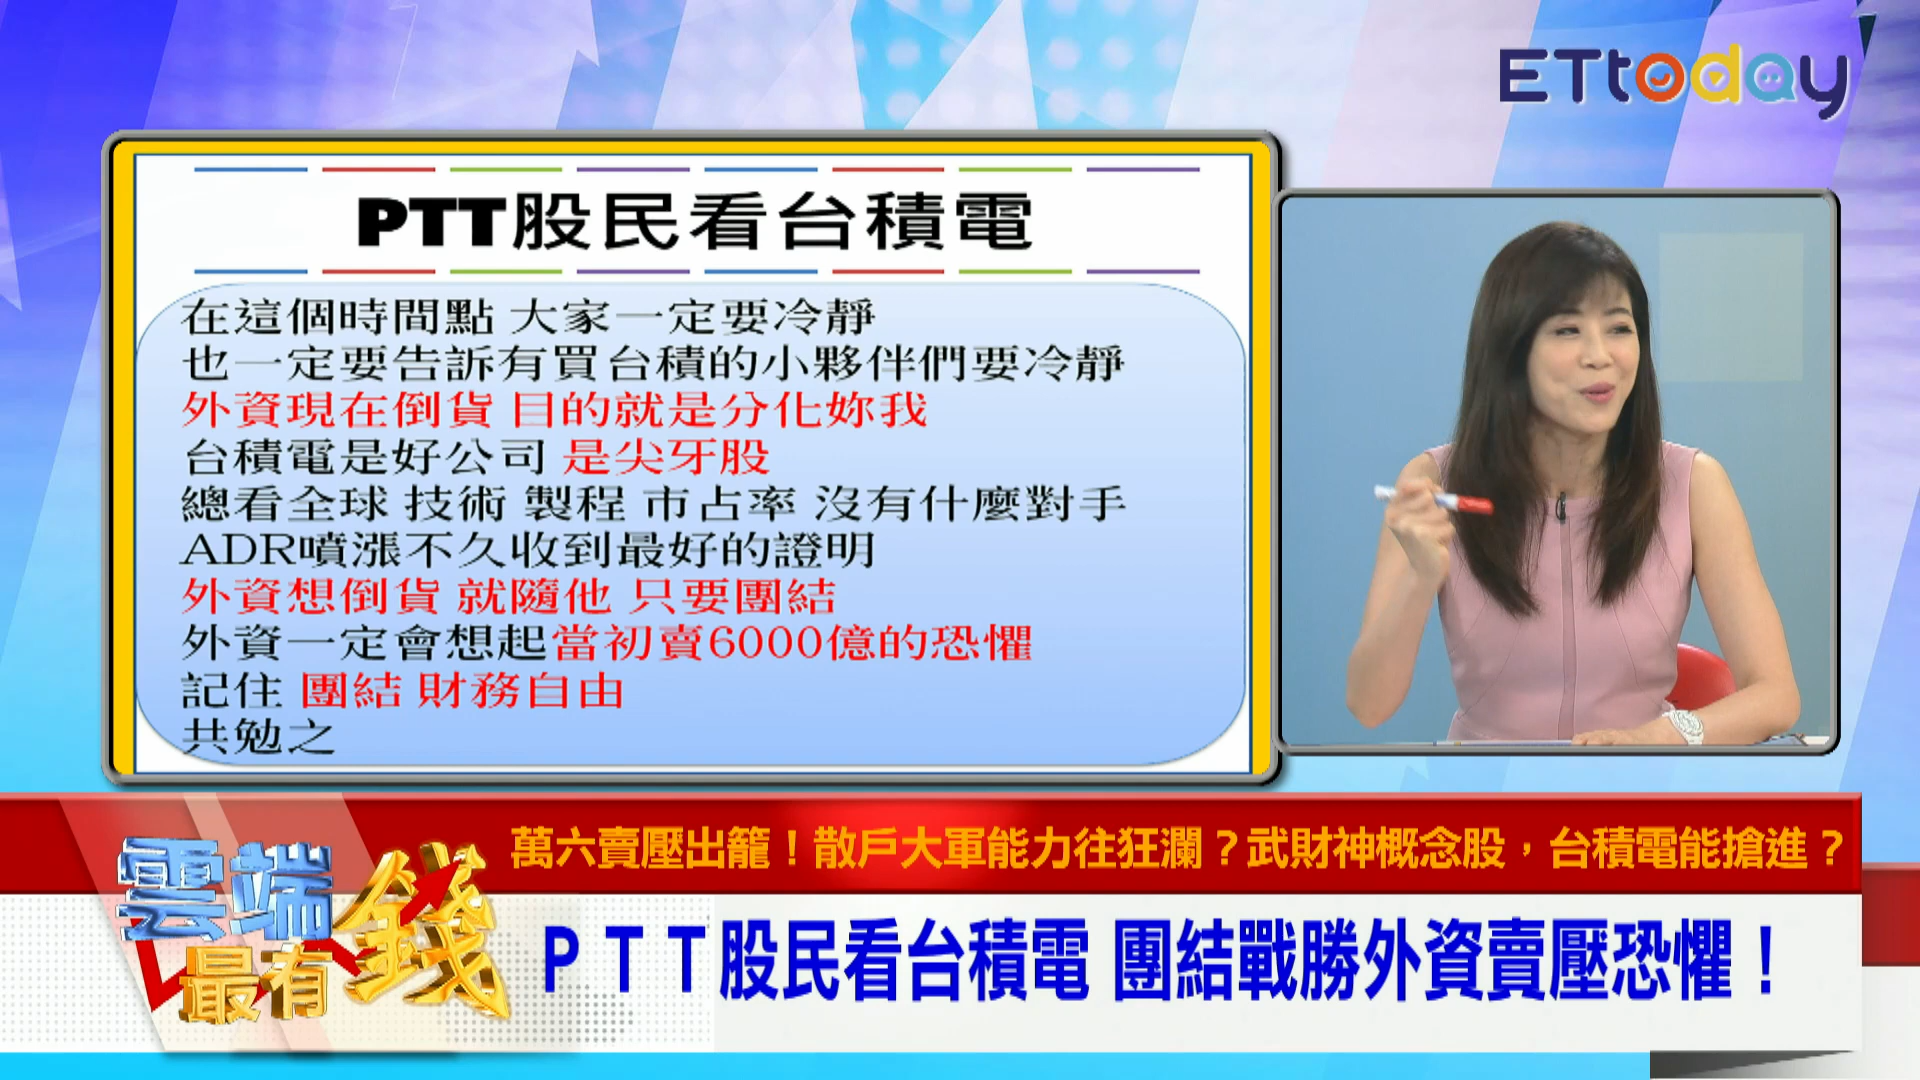 ETtoday
PTT股民看台積電
在這個時間點 大家一定要冷靜
也一定要告訴有買台積的小夥伴們要冷靜
外資現在倒貨 目的就是分化妳我
台積電是好公司 是尖牙股
總看全球 技術 製程 市占率 沒有什麼對手
ADR噴漲不久收到最好的證明
外資想倒貨 就隨他 只要團結
外資一定會想起當初賣6000億的恐懼
記住 團結 財務自由
共勉之
萬六賣壓出籠！散戶大軍能力往狂瀾？武財神概念股，台積電能搶進？
雲端最有錢
PTT股民看台積電 團結戰勝外資賣壓恐懼！